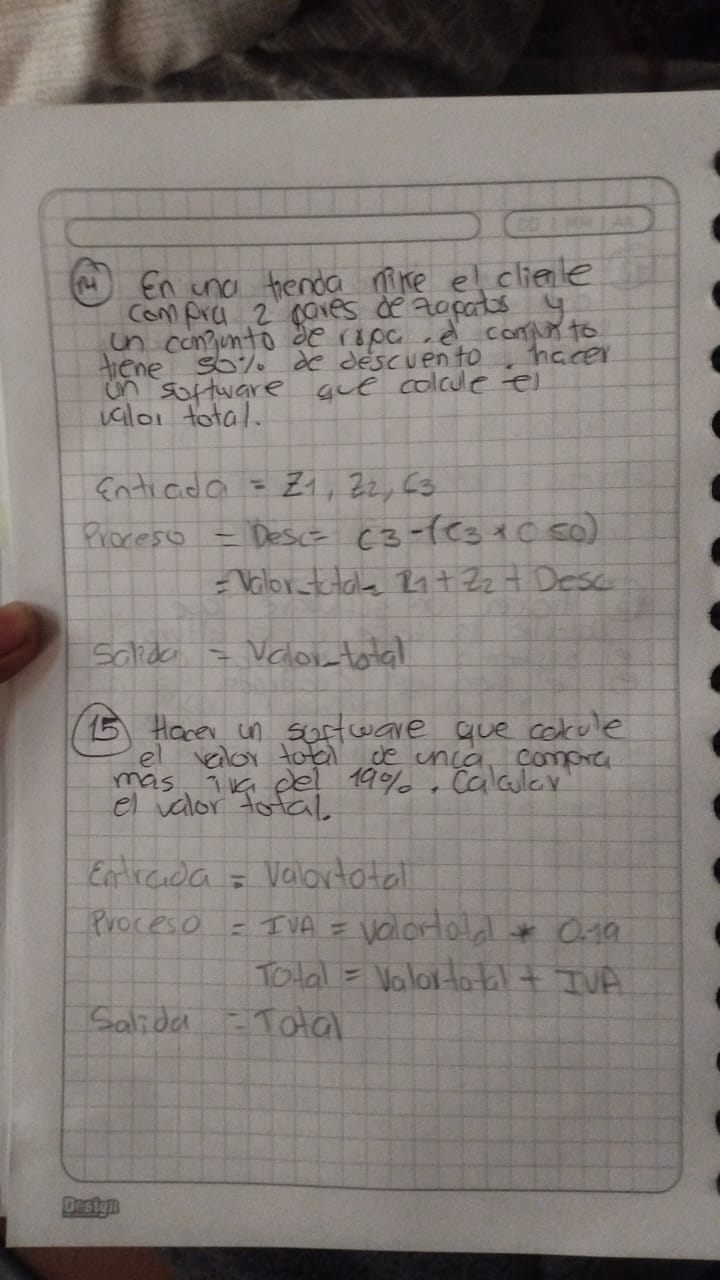 14 En una tienda nike el cliente
compra 2 pares de zapatos y
un conjunto de ropa, el conjunto
tiene 50% de descuento. hacer
un software que calcule el
valor total.
Entrada = Z1, Z2, C3
Proceso = Desc= C3-(C3 x 0.50)
= Valor_total= Z1 + Z2 + Desc
Salida = Valor_total
15 Hacer un software que calcule
el valor total de unca compra
mas iva del 19%. Calcular
el valor total.
Entrada = Valortotal
Proceso = IVA = Valortotal * 0.19
Total = Valortotal + IVA
Salida = Total
Design